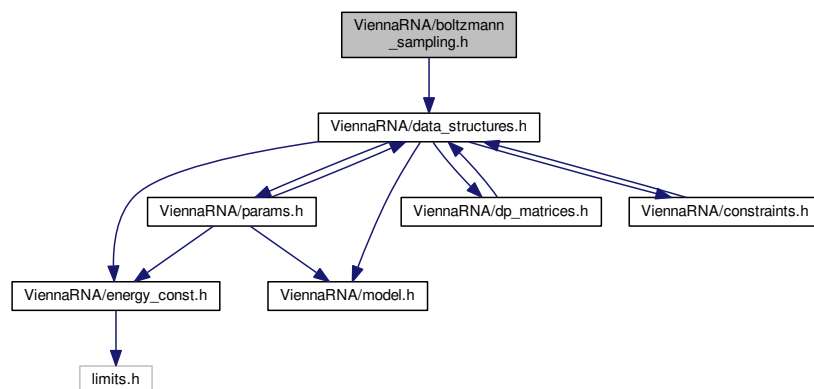 ViennaRNA/boltzmann
_sampling.h
ViennaRNA/data_structures.h
ViennaRNA/params.h
ViennaRNA/dp_matrices.h
ViennaRNA/constraints.h
ViennaRNA/energy_const.h
ViennaRNA/model.h
limits.h